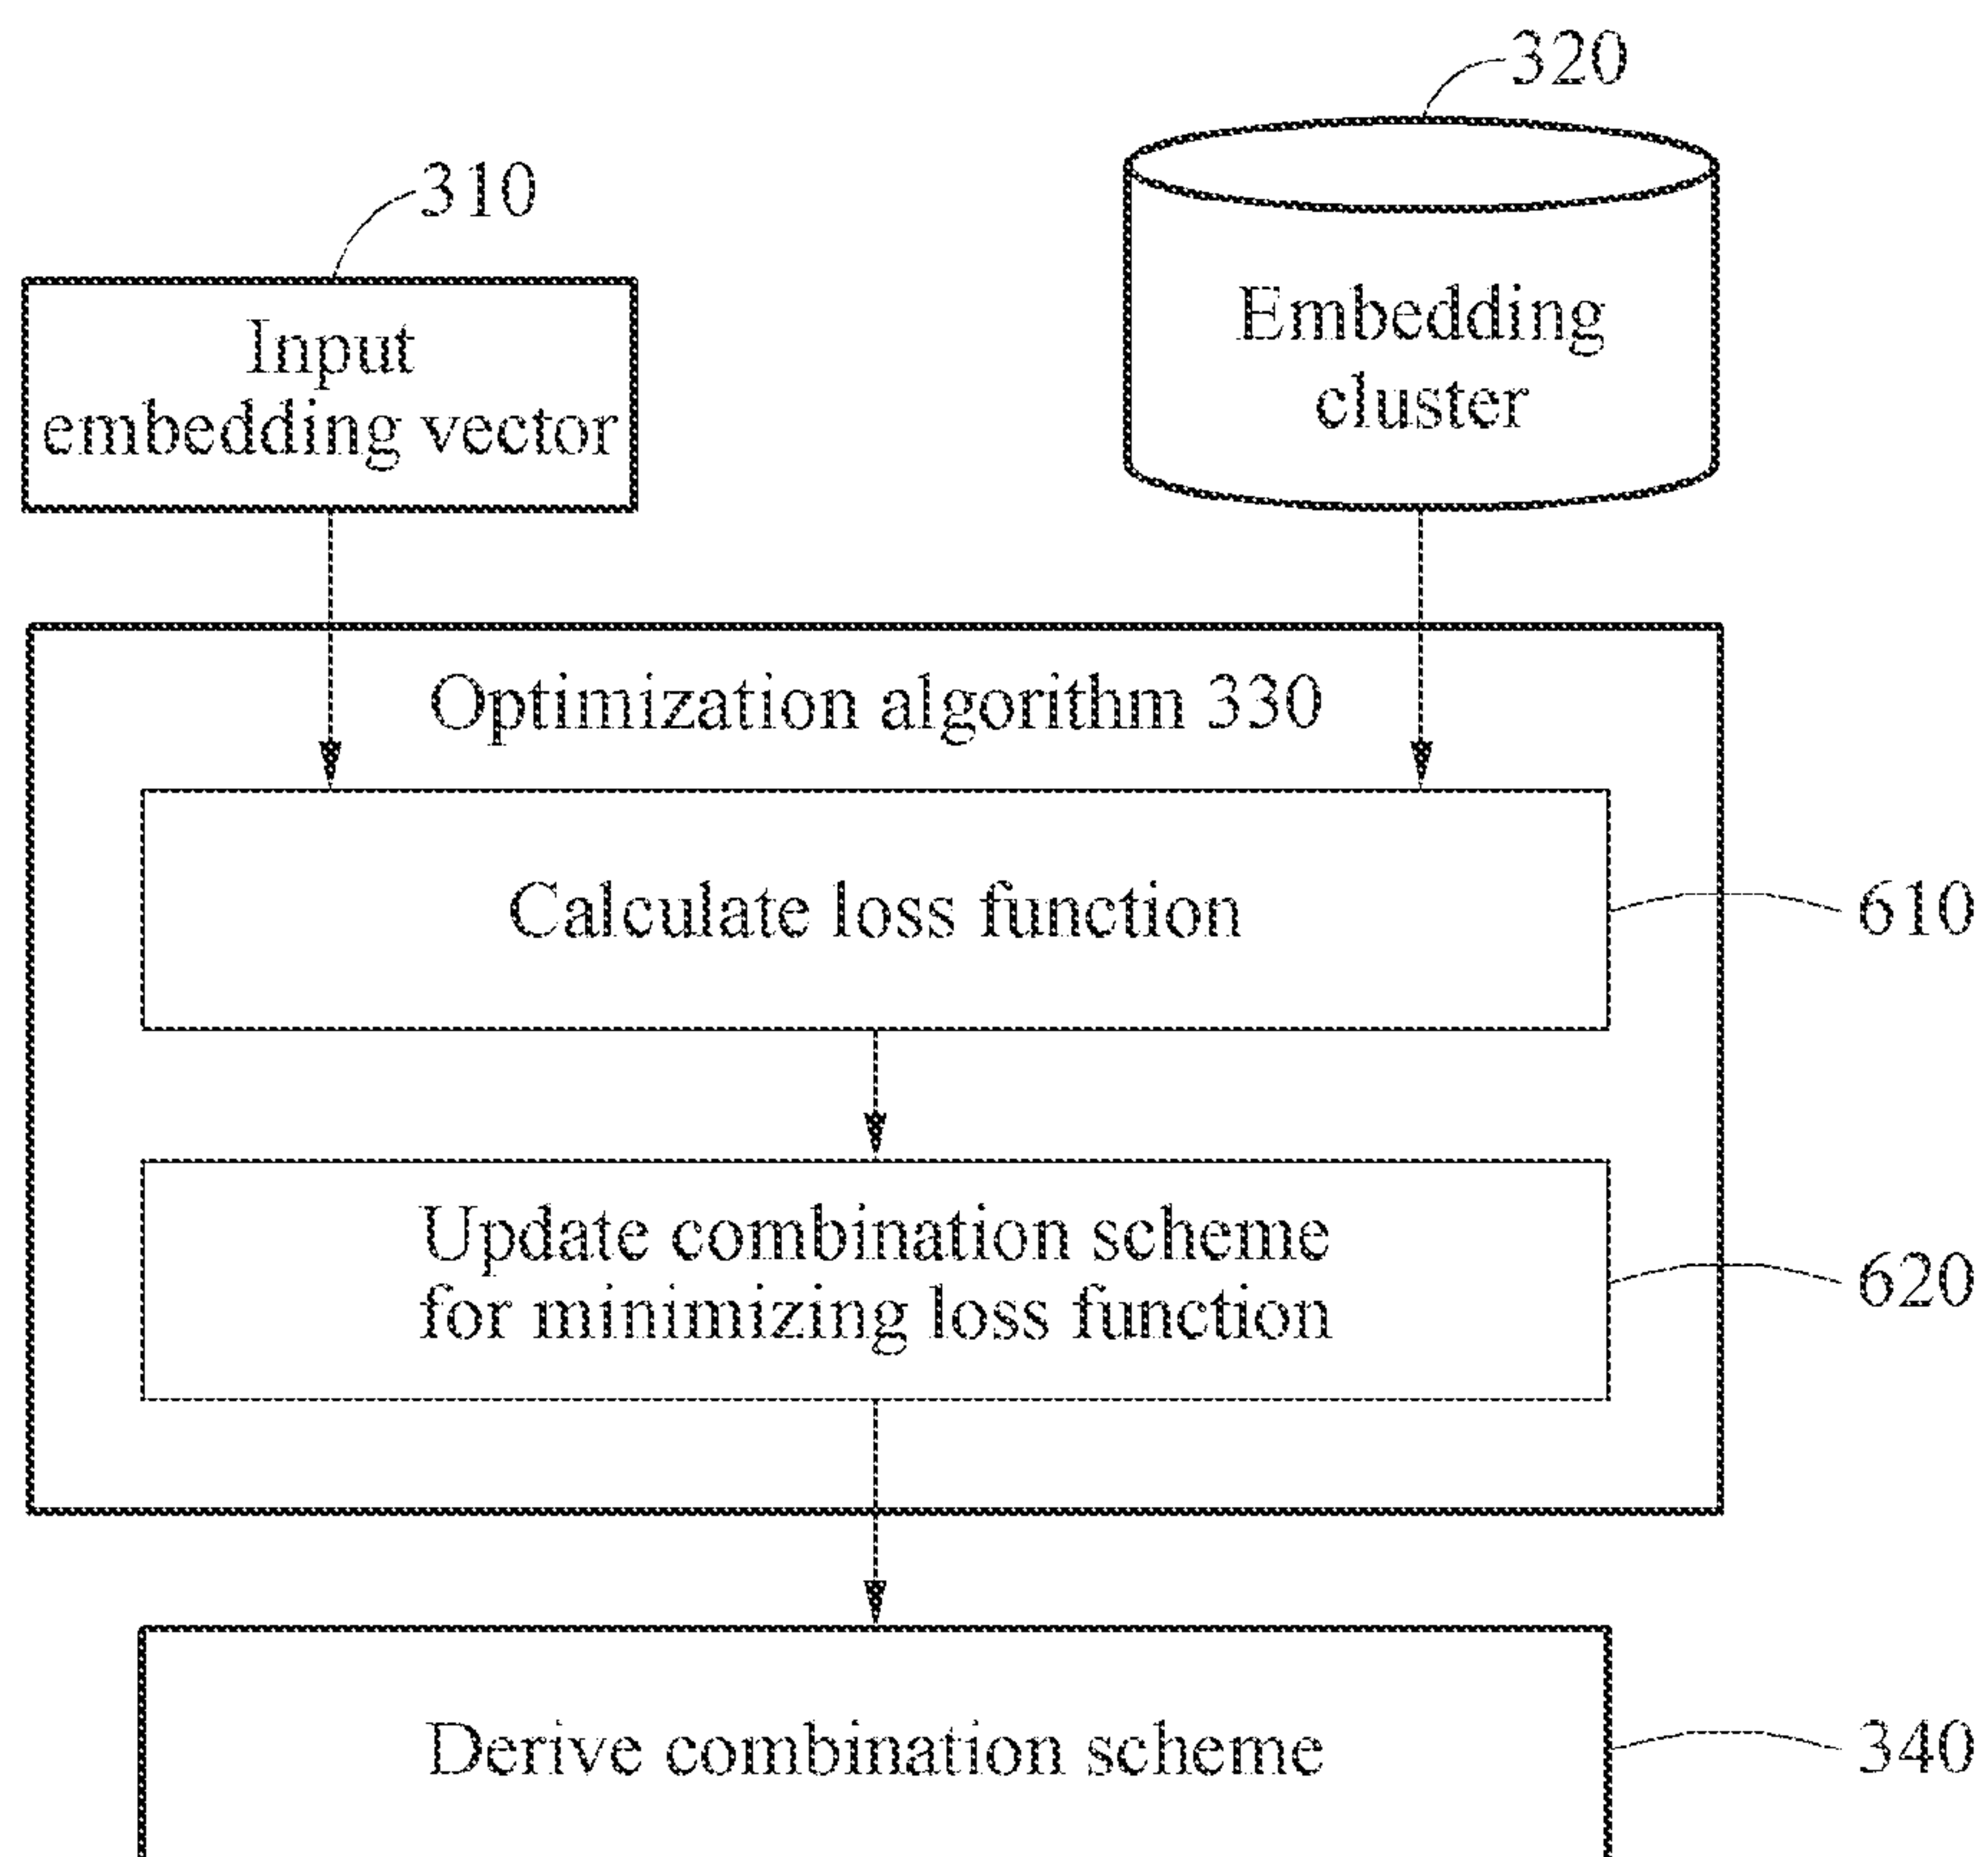 320
310
Input
embedding vector
Embedding
cluster
Optimization algorithm 330
Calculate loss function
610
Update combination scheme
for minimizing loss function
620
Derive combination scheme
340